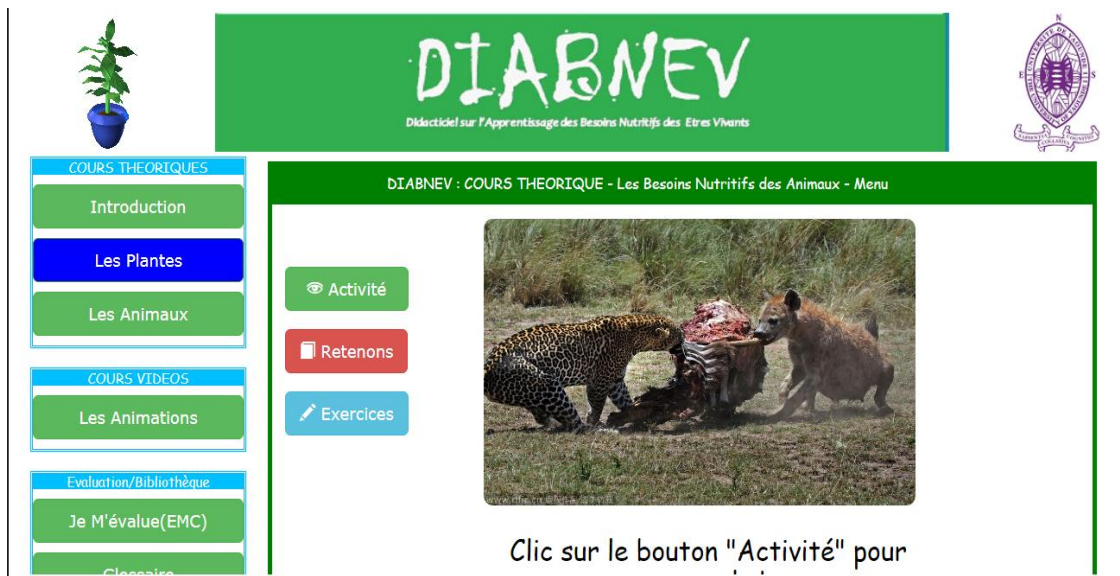 DIABNEV
Didacticiel sur l'Apprentissage des Besoins Nutritifs des Etres Vivants
N
E
S
COURS THEORIQUES
Introduction
Les Plantes
Les Animaux
COURS VIDEOS
Les Animations
Evaluation/Bibliothèque
Je M'évalue(EMC)
Glossaire
DIABNEV : COURS THEORIQUE - Les Besoins Nutritifs des Animaux - Menu
Activité
Retenons
Exercices
Clic sur le bouton "Activité" pour